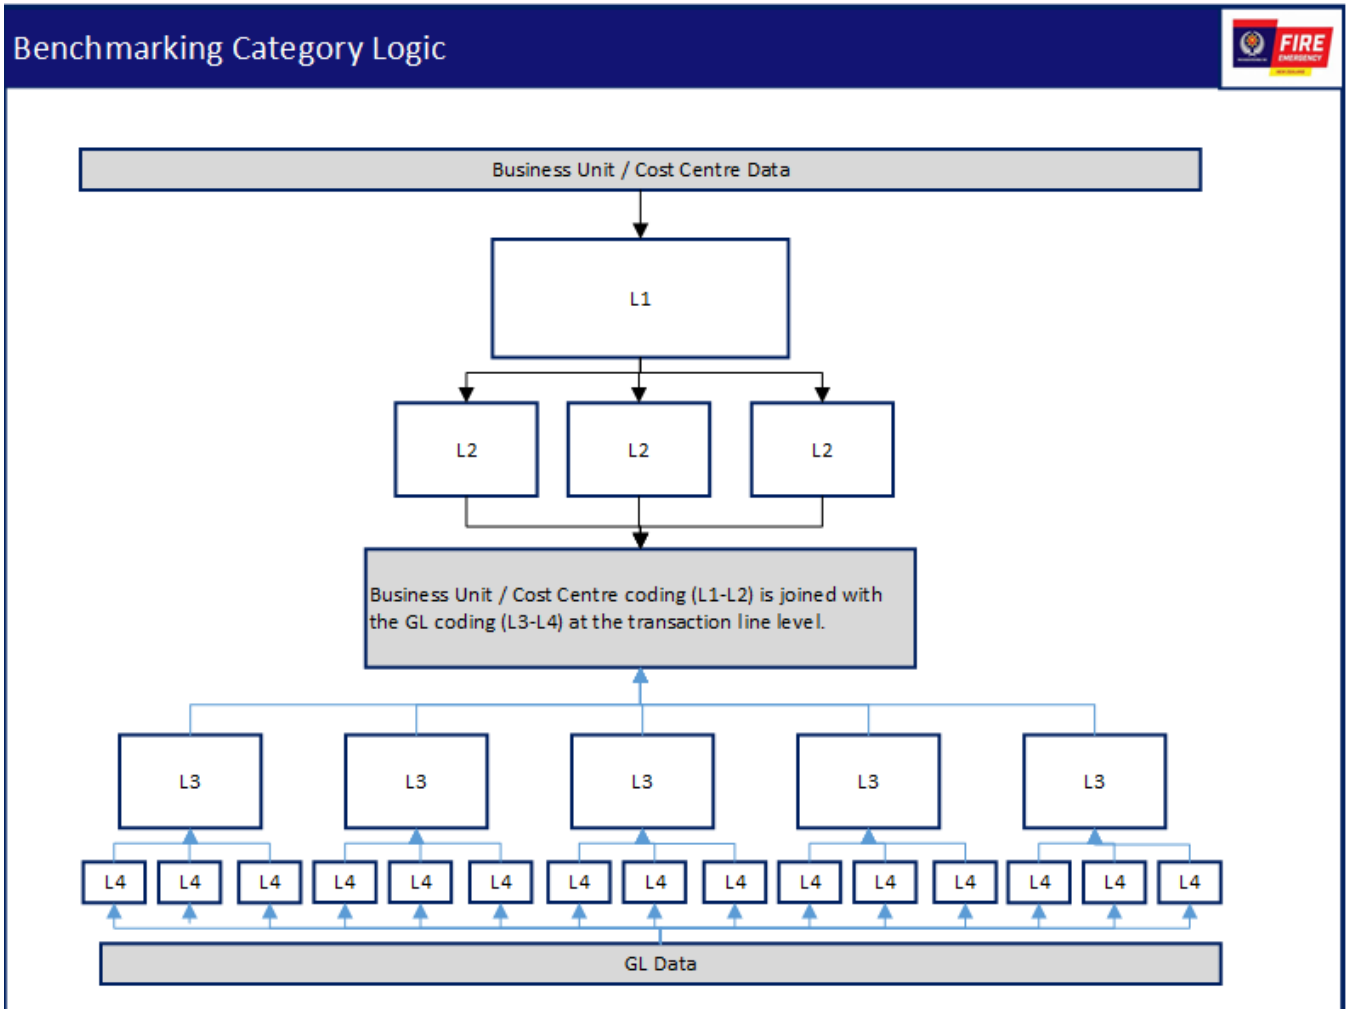 Benchmarking Category Logic
FIRE
EMERGENCY
NEW ZEALAND
Business Unit / Cost Centre Data
L1
L2 L2 L2
Business Unit / Cost Centre coding (L1-L2) is joined with
the GL coding (L3-L4) at the transaction line level.
L3 L3 L3 L3 L3
L4 L4 L4 L4 L4 L4 L4 L4 L4 L4 L4 L4 L4 L4 L4
GL Data